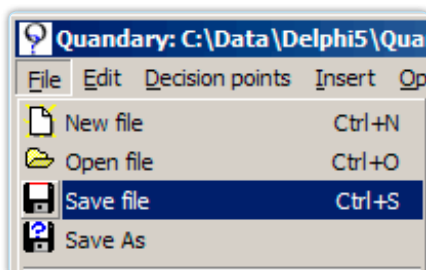 Quandary: C:\Data\Delphi5\Qua
File Edit Decision points Insert Op
New file Ctrl+N
Open file Ctrl+O
Save file Ctrl+S
Save As